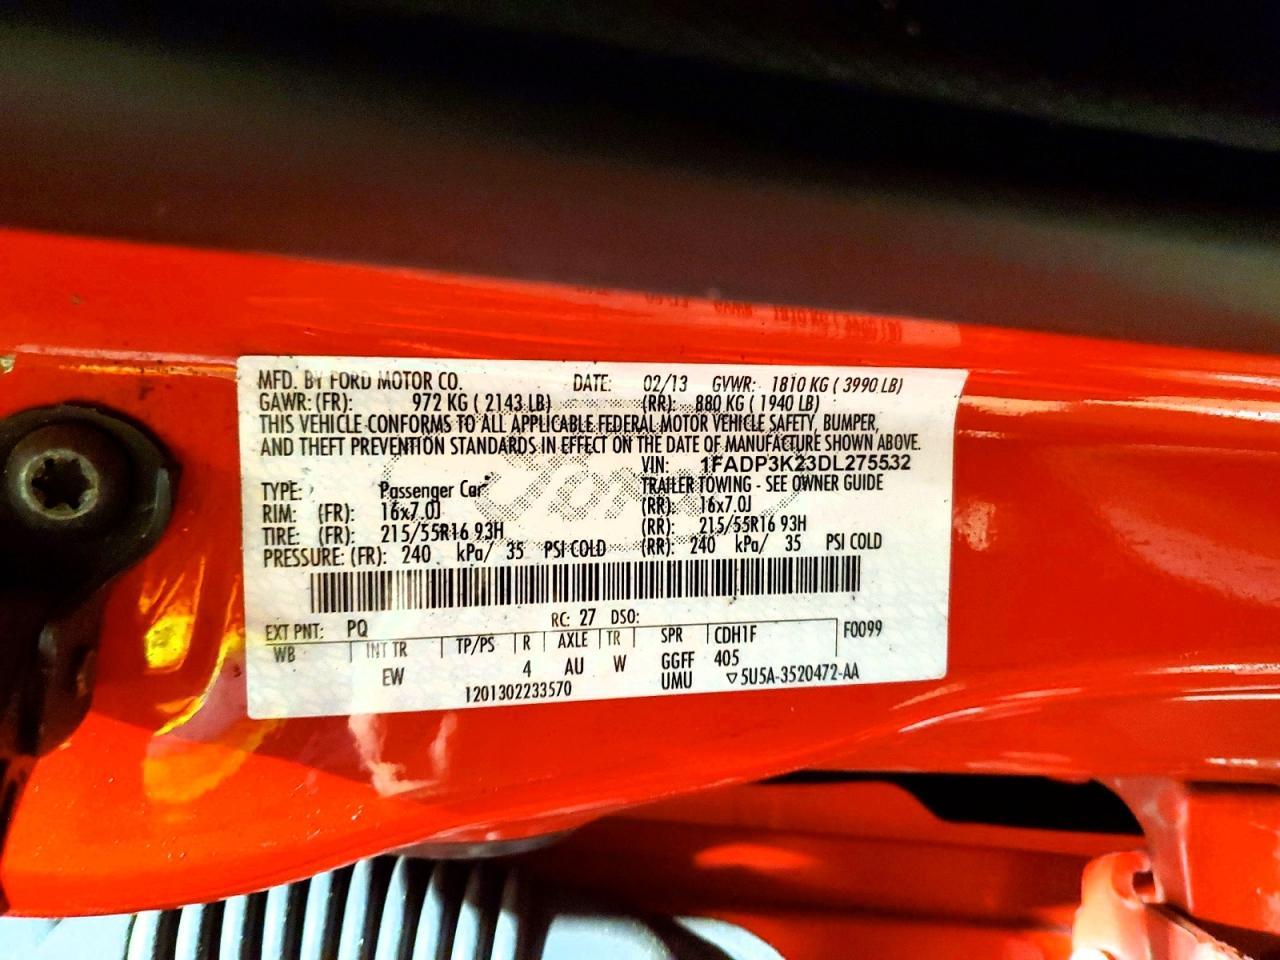 MFD. BY FORD MOTOR CO. DATE: 02/13 GVWR: 1810 KG ( 3990 LB)
GAWR: (FR): 972 KG ( 2143 LB) (RR): 880 KG ( 1940 LB)
THIS VEHICLE CONFORMS TO ALL APPLICABLE FEDERAL MOTOR VEHICLE SAFETY, BUMPER,
AND THEFT PREVENTION STANDARDS IN EFFECT ON THE DATE OF MANUFACTURE SHOWN ABOVE.
VIN: 1FADP3K23DL275532
TYPE: Passenger Car TRAILER TOWING - SEE OWNER GUIDE
RIM: (FR): 16x7.0J (RR): 16x7.0J
TIRE: (FR): 215/55R16 93H (RR): 215/55R16 93H
PRESSURE: (FR): 240 kPa/ 35 PSI COLD (RR): 240 kPa/ 35 PSI COLD
RC: 27 DSO:
EXT PNT: PQ
WB INT TR TP/PS R AXLE TR SPR CDH1F F0099
EW 4 AU W GGFF 405
UMU ▽5U5A-3520472-AA
1201302233570